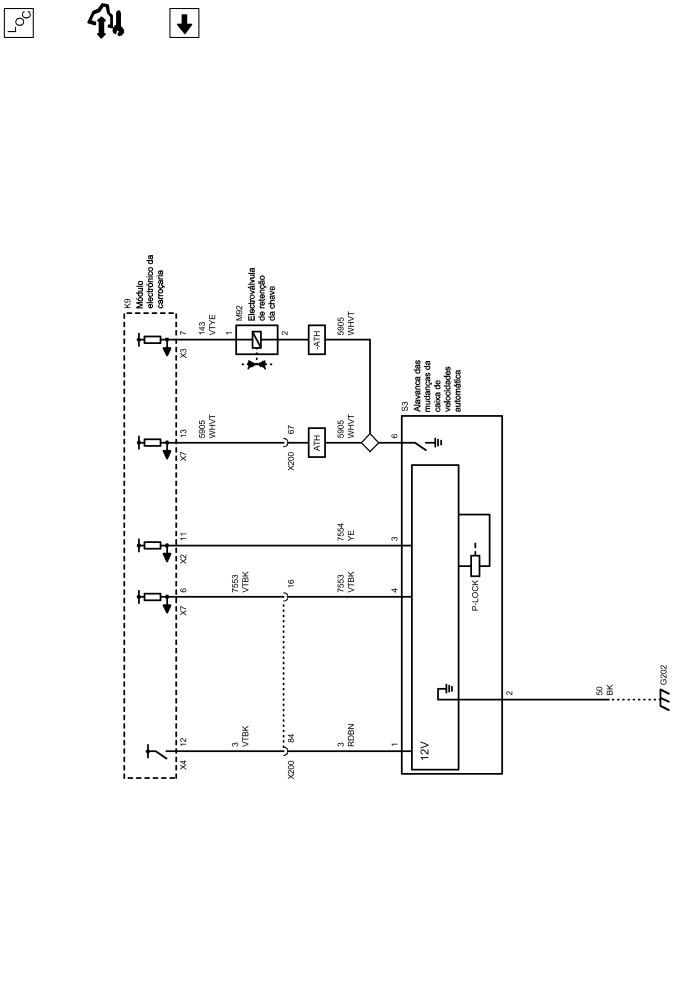 LOC
K9
Módulo
electrónico da
carroçaria
X3
7
143
VTYE
1
M92
Electroválvula
de retenção
da chave
2
-ATH
5905
WHVT
X7
13
5905
WHVT
X200
67
ATH
5905
WHVT
6
S3
Alavanca das
mudanças da
caixa de
velocidades
automática
X2
11
7554
YE
3
X7
6
7553
VTBK
16
7553
VTBK
4
P-LOCK
X4
12
3
VTBK
X200
84
3
RDBN
1
12V
2
50
BK
G202